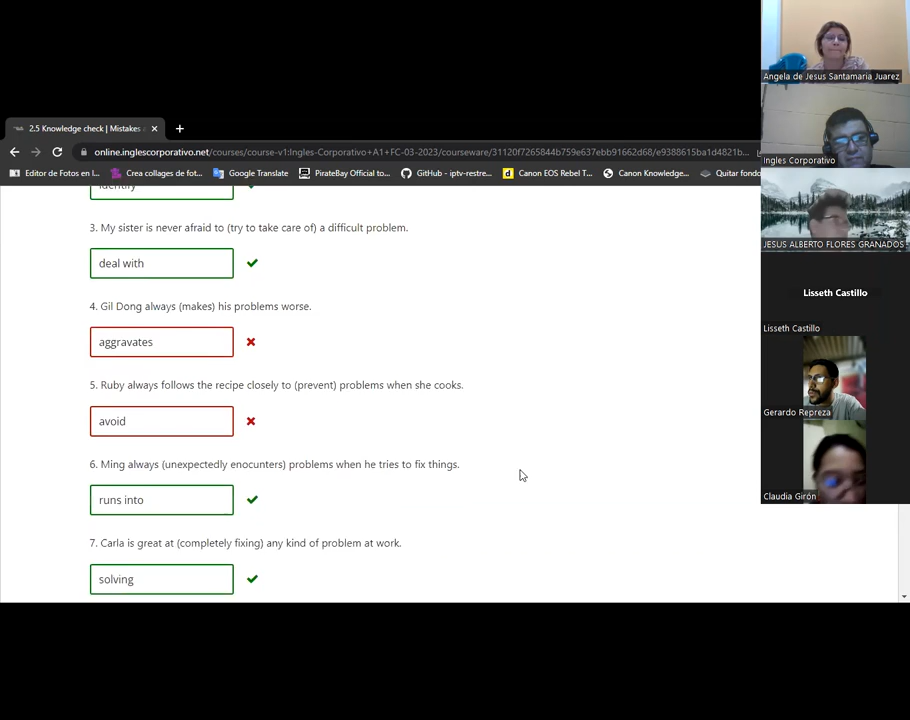 Angela de Jesus Santamaria Juarez
2.5 Knowledge check | Mistakes
online.inglescorporativo.net/courses/course-v1:Ingles-Corporativo+A1+FC-03-2023/courseware/31120f7265844b759e637ebb91662d68/e9388615ba1d4821b...
Ingles Corporativo
Editor de Fotos en l...
Crea collages de fot...
Google Translate
PirateBay Official to...
GitHub - iptv-restre...
Canon EOS Rebel T...
Canon Knowledge...
Quitar fondo
identify
3. My sister is never afraid to (try to take care of) a difficult problem.
deal with
4. Gil Dong always (makes) his problems worse.
aggravates
5. Ruby always follows the recipe closely to (prevent) problems when she cooks.
avoid
6. Ming always (unexpectedly enocunters) problems when he tries to fix things.
runs into
7. Carla is great at (completely fixing) any kind of problem at work.
solving
JESUS ALBERTO FLORES GRANADOS
Lisseth Castillo
Lisseth Castillo
Gerardo Repreza
Claudia Girón